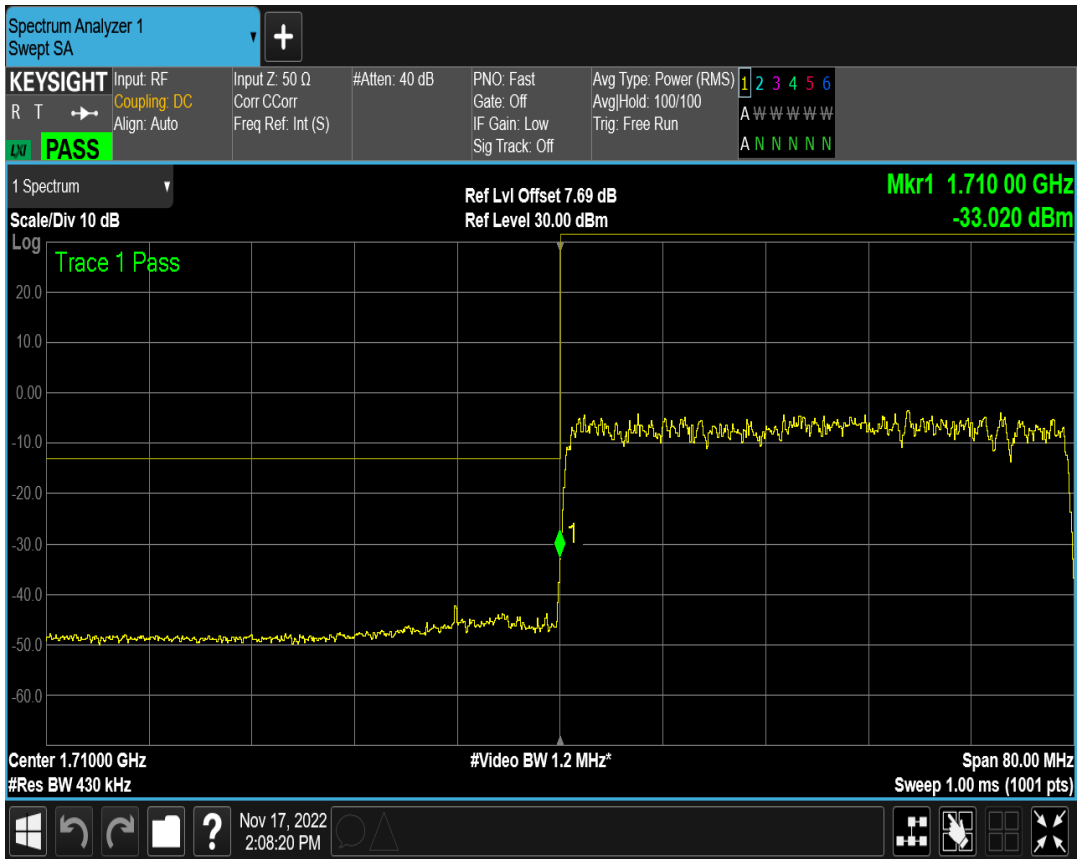 Spectrum Analyzer 1
Swept SA
+
KEYSIGHT
R T
LXI PASS
Input: RF
Coupling: DC
Align: Auto
Input Z: 50 Ω
Corr CCorr
Freq Ref: Int (S)
#Atten: 40 dB
PNO: Fast
Gate: Off
IF Gain: Low
Sig Track: Off
Avg Type: Power (RMS)
Avg|Hold: 100/100
Trig: Free Run
1 2 3 4 5 6
A W W W W W
A N N N N N
1 Spectrum
Scale/Div 10 dB
Ref Lvl Offset 7.69 dB
Ref Level 30.00 dBm
Mkr1 1.710 00 GHz
-33.020 dBm
Log
Trace 1 Pass
20.0
10.0
0.00
-10.0
-20.0
1
-30.0
-40.0
-50.0
-60.0
Center 1.71000 GHz
#Res BW 430 kHz
#Video BW 1.2 MHz*
Span 80.00 MHz
Sweep 1.00 ms (1001 pts)
?
Nov 17, 2022
2:08:20 PM